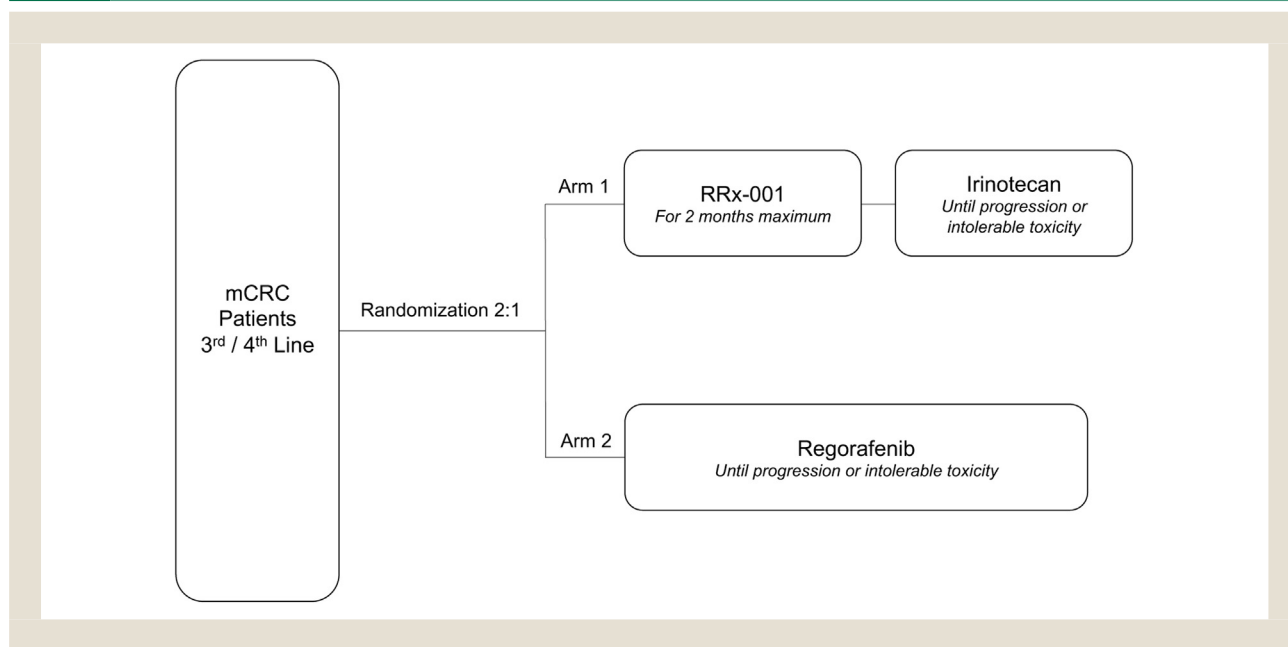 mCRC
Patients
3rd / 4th Line
Randomization 2:1
Arm 1
RRx-001
For 2 months maximum
Irinotecan
Until progression or
intolerable toxicity
Arm 2
Regorafenib
Until progression or intolerable toxicity